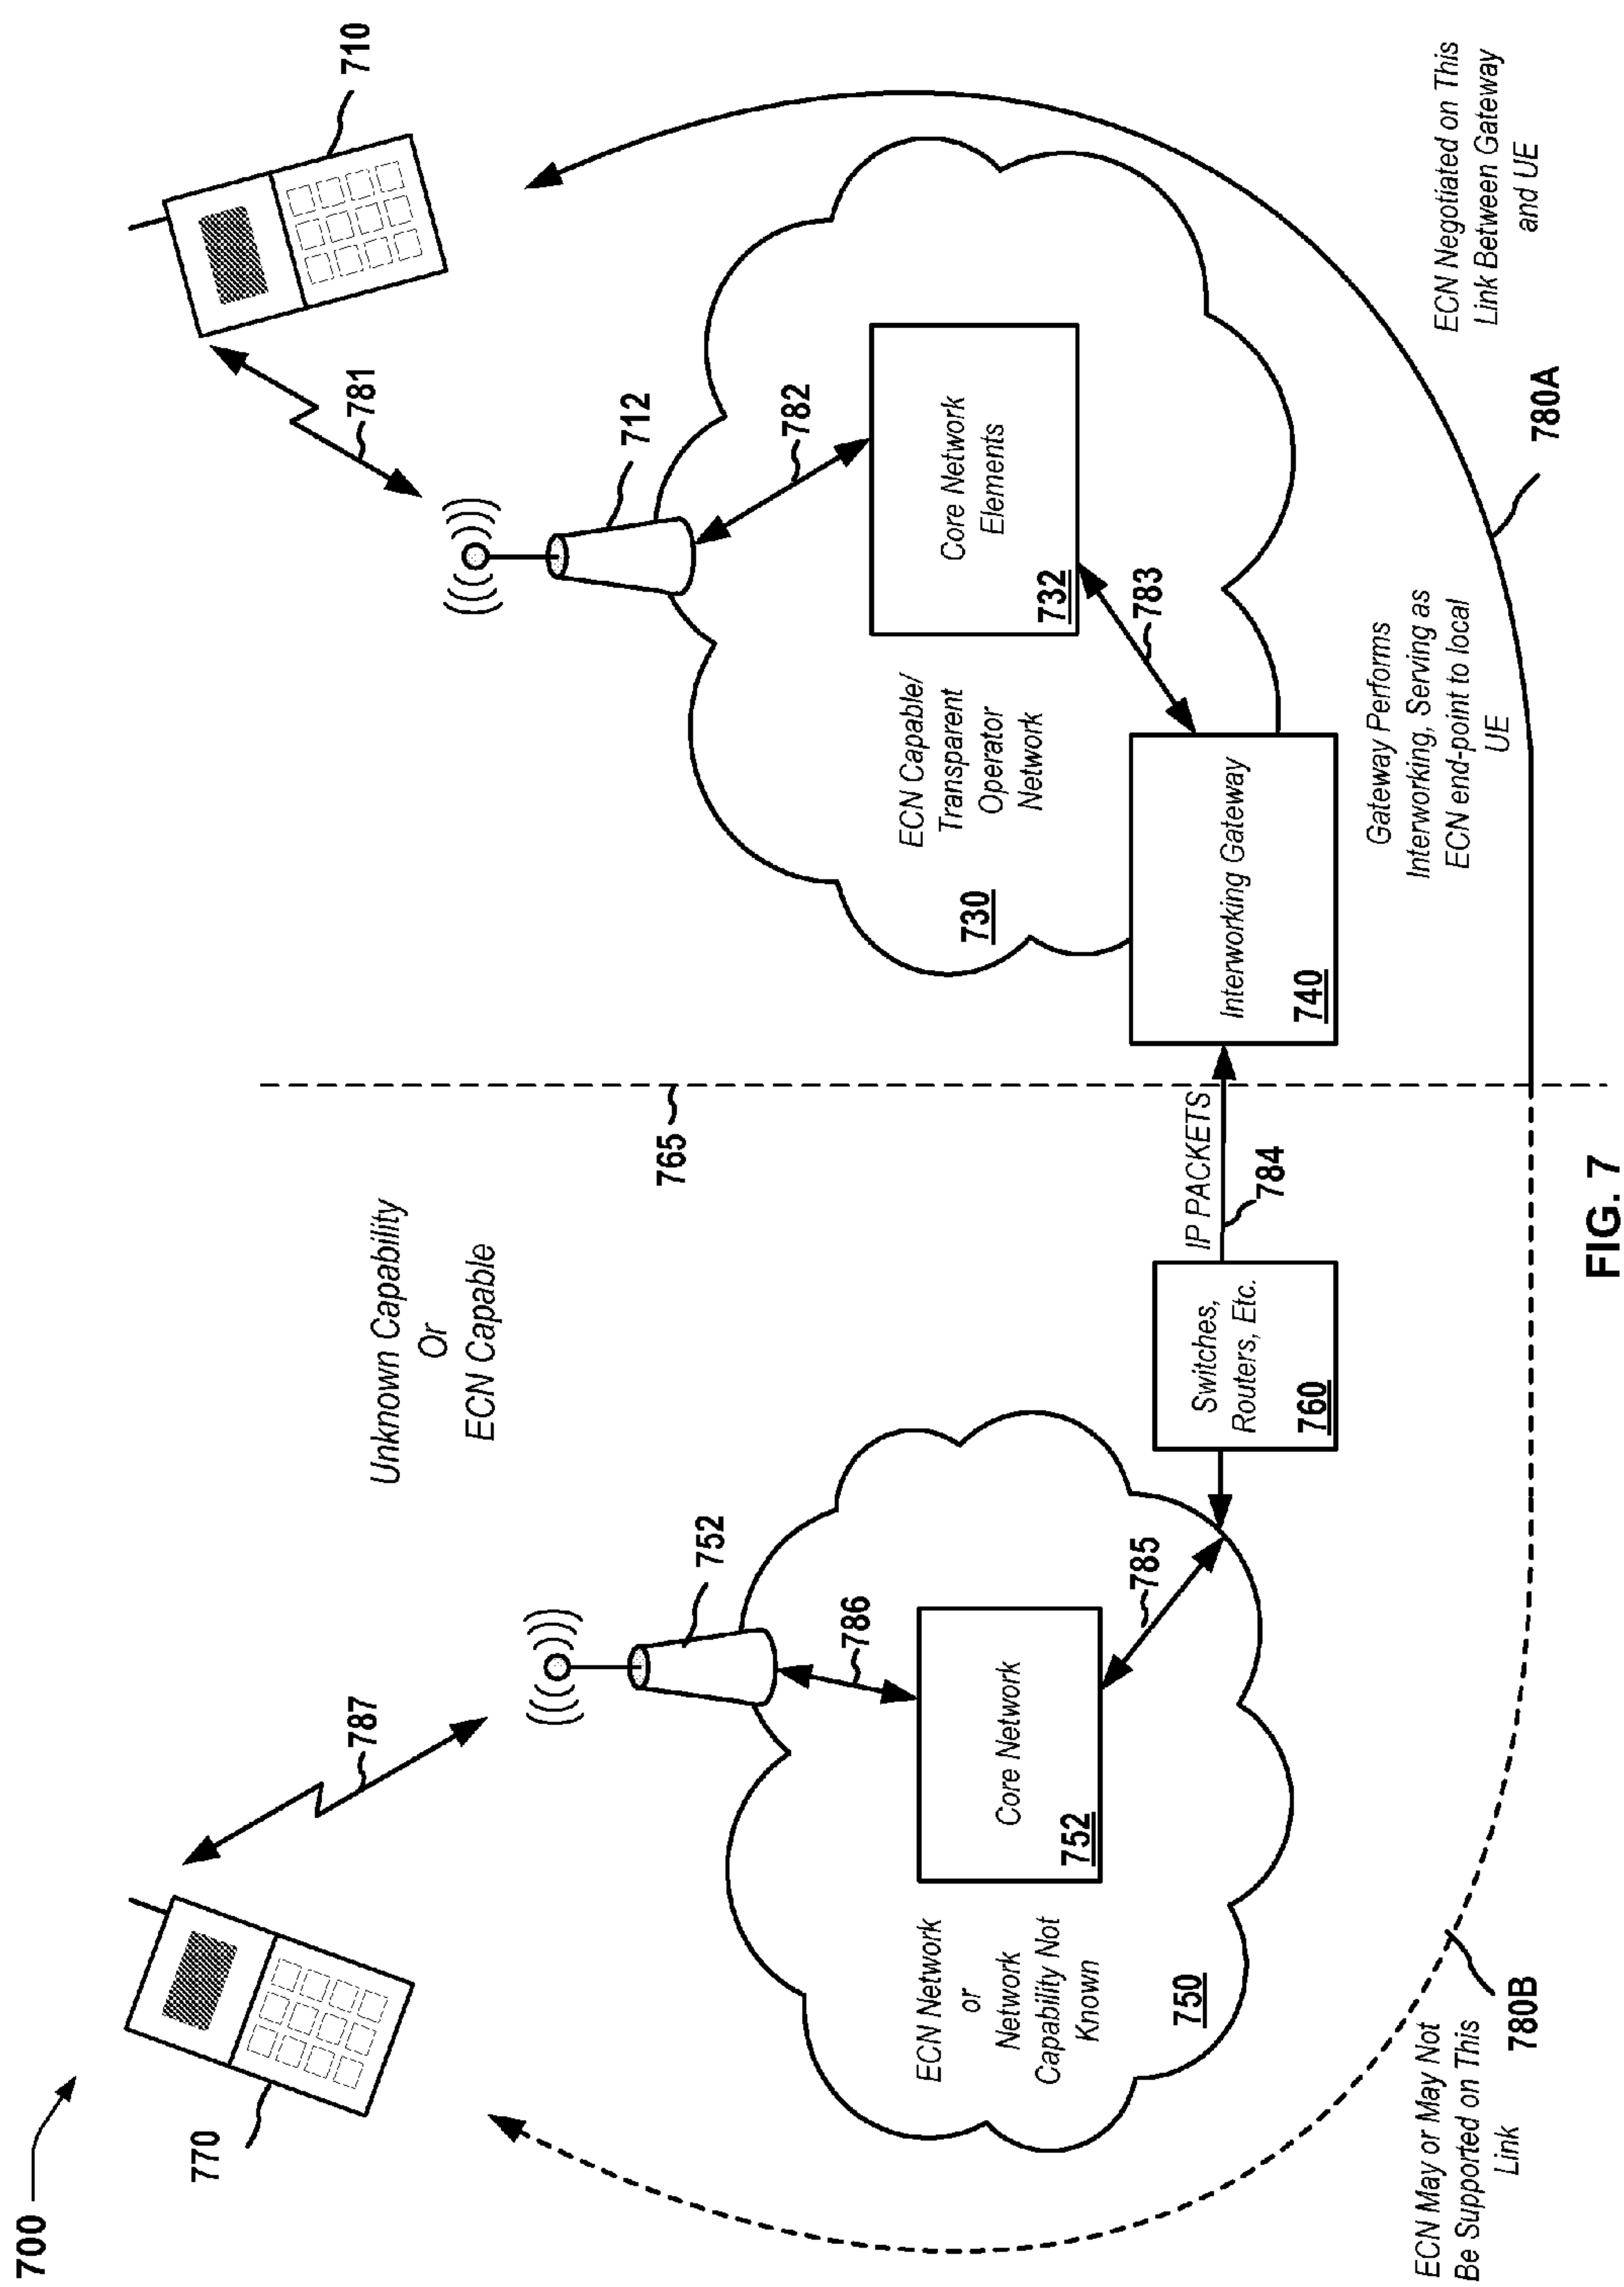 700
770
787
752
786
Core Network
752
785
ECN Network
or
Network
Capability Not
Known
750
Unknown Capability
Or
ECN Capable
765
Switches,
Routers, Etc.
760
IP PACKETS
784
710
781
712
782
Core Network
Elements
732
783
ECN Capable/
Transparent
Operator
Network
730
Interworking Gateway
740
Gateway Performs
Interworking, Serving as
ECN end-point to local
UE
ECN Negotiated on This
Link Between Gateway
and UE
780A
ECN May or May Not
Be Supported on This
Link
780B
FIG. 7